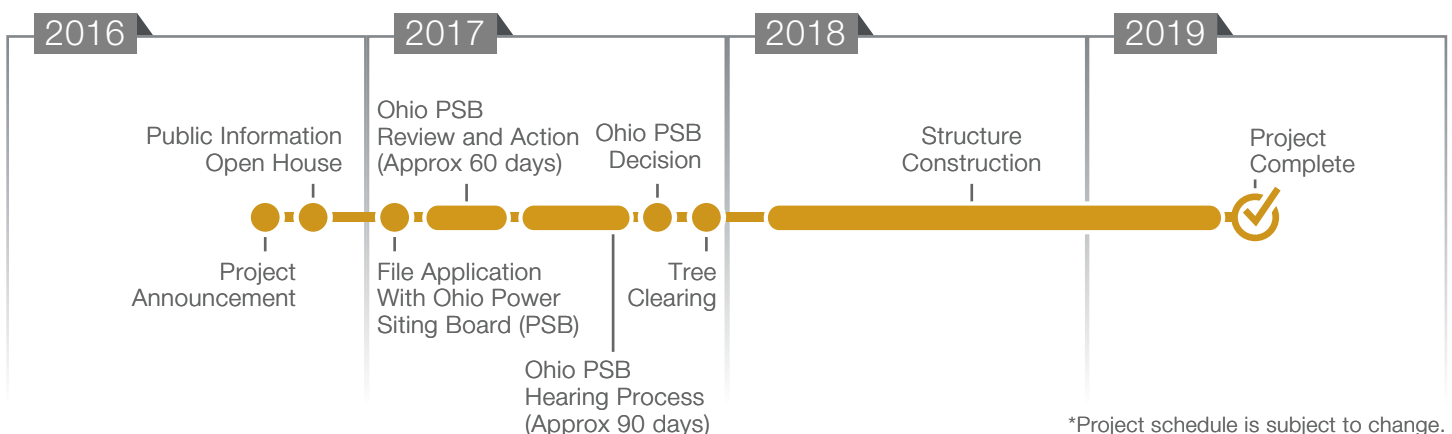 2016
2017
2018
2019
Public Information
Open House
Ohio PSB
Review and Action
(Approx 60 days)
Ohio PSB
Decision
Structure
Construction
Project
Complete
Project
Announcement
File Application
With Ohio Power
Siting Board (PSB)
Tree
Clearing
Ohio PSB
Hearing Process
(Approx 90 days)
*Project schedule is subject to change.